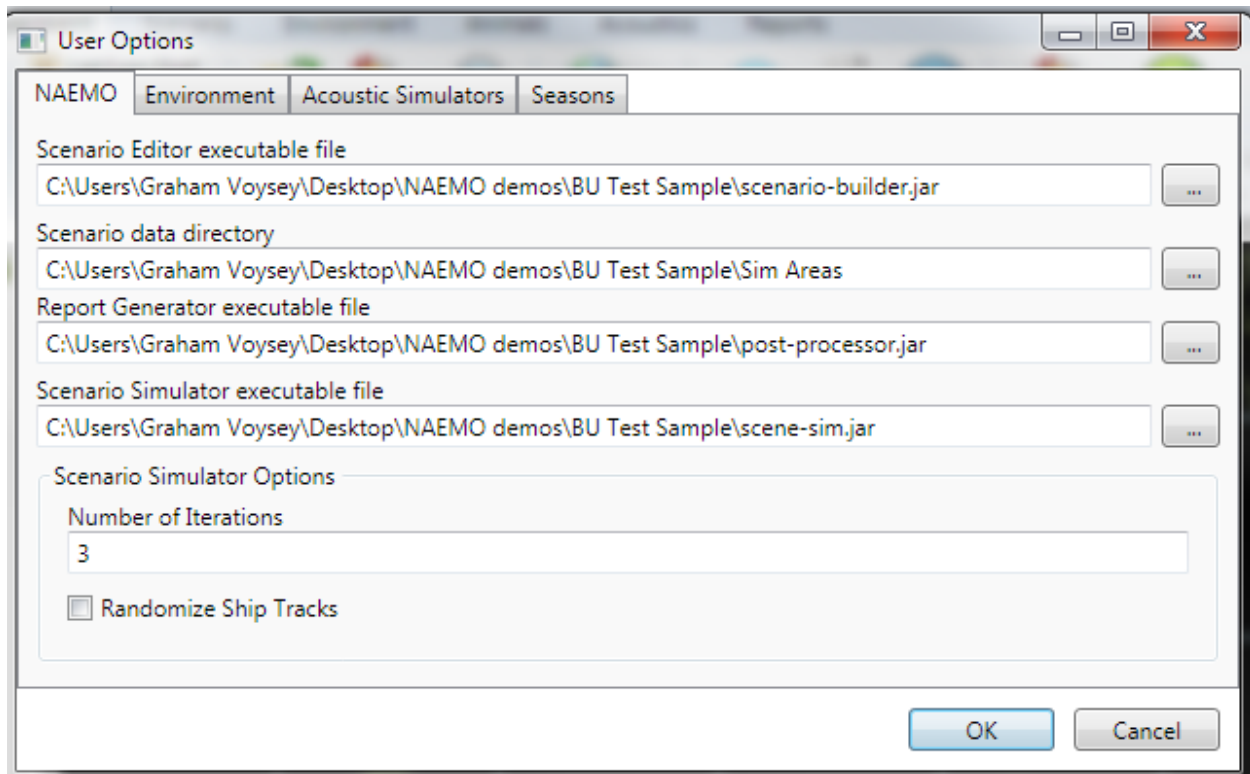 User Options
NAEMO Environment Acoustic Simulators Seasons
Scenario Editor executable file
C:\Users\Graham Voysey\Desktop\NAEMO demos\BU Test Sample\scenario-builder.jar ...
Scenario data directory
C:\Users\Graham Voysey\Desktop\NAEMO demos\BU Test Sample\Sim Areas ...
Report Generator executable file
C:\Users\Graham Voysey\Desktop\NAEMO demos\BU Test Sample\post-processor.jar ...
Scenario Simulator executable file
C:\Users\Graham Voysey\Desktop\NAEMO demos\BU Test Sample\scene-sim.jar ...
Scenario Simulator Options
Number of Iterations
3
Randomize Ship Tracks
OK Cancel